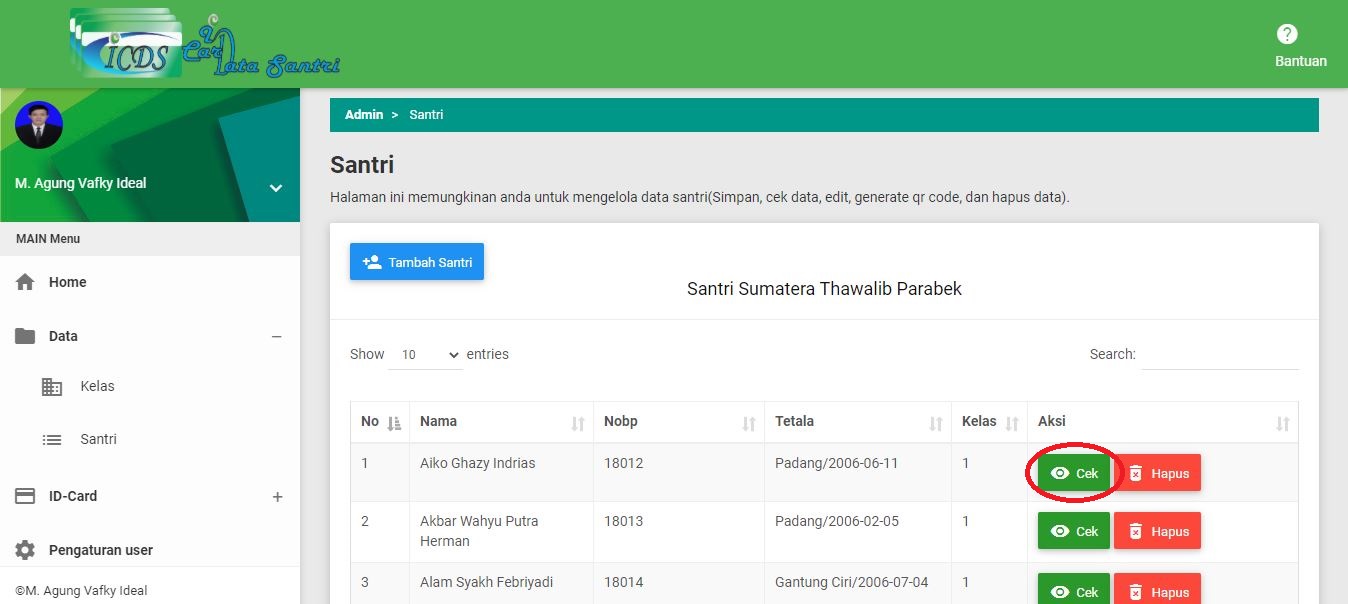 iCDS
Card Data Santri
Bantuan
M. Agung Vafky Ideal
Admin > Santri
Santri
Halaman ini memungkinan anda untuk mengelola data santri(Simpan, cek data, edit, generate qr code, dan hapus data).
MAIN Menu
Home
Data
Kelas
Santri
ID-Card
Pengaturan user
©M. Agung Vafky Ideal
Tambah Santri
Santri Sumatera Thawalib Parabek
Show 10 entries Search:
No Nama Nobp Tetala Kelas Aksi
1 Aiko Ghazy Indrias 18012 Padang/2006-06-11 1 Cek Hapus
2 Akbar Wahyu Putra 18013 Padang/2006-02-05 1 Cek Hapus
Herman
3 Alam Syakh Febriyadi 18014 Gantung Ciri/2006-07-04 1 Cek Hapus